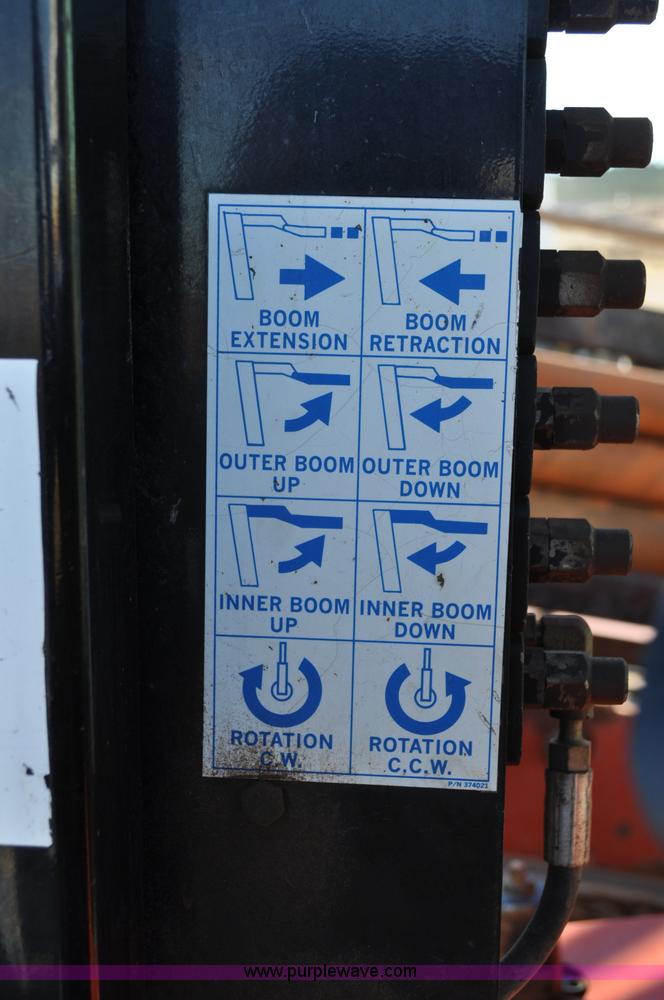 BOOM
EXTENSION
BOOM
RETRACTION
OUTER BOOM
UP
OUTER BOOM
DOWN
INNER BOOM
UP
INNER BOOM
DOWN
ROTATION
C.W.
ROTATION
C.C.W.
P/N 374021
www.purplewave.com